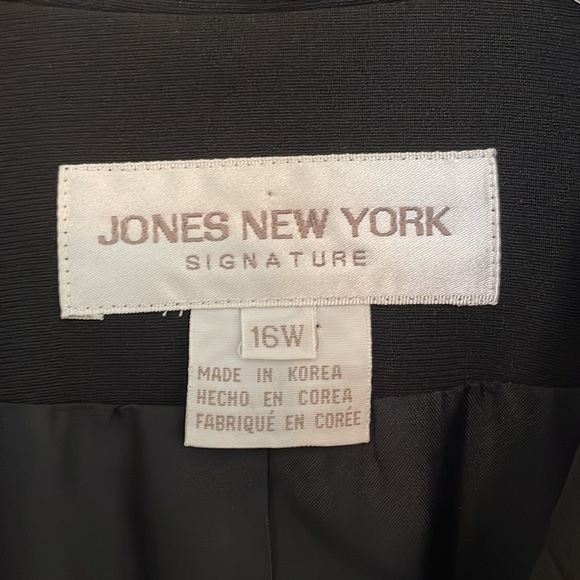 JONES NEW YORK
SIGNATURE
16W
MADE IN KOREA
HECHO EN COREA
FABRIQUÉ EN CORÉE